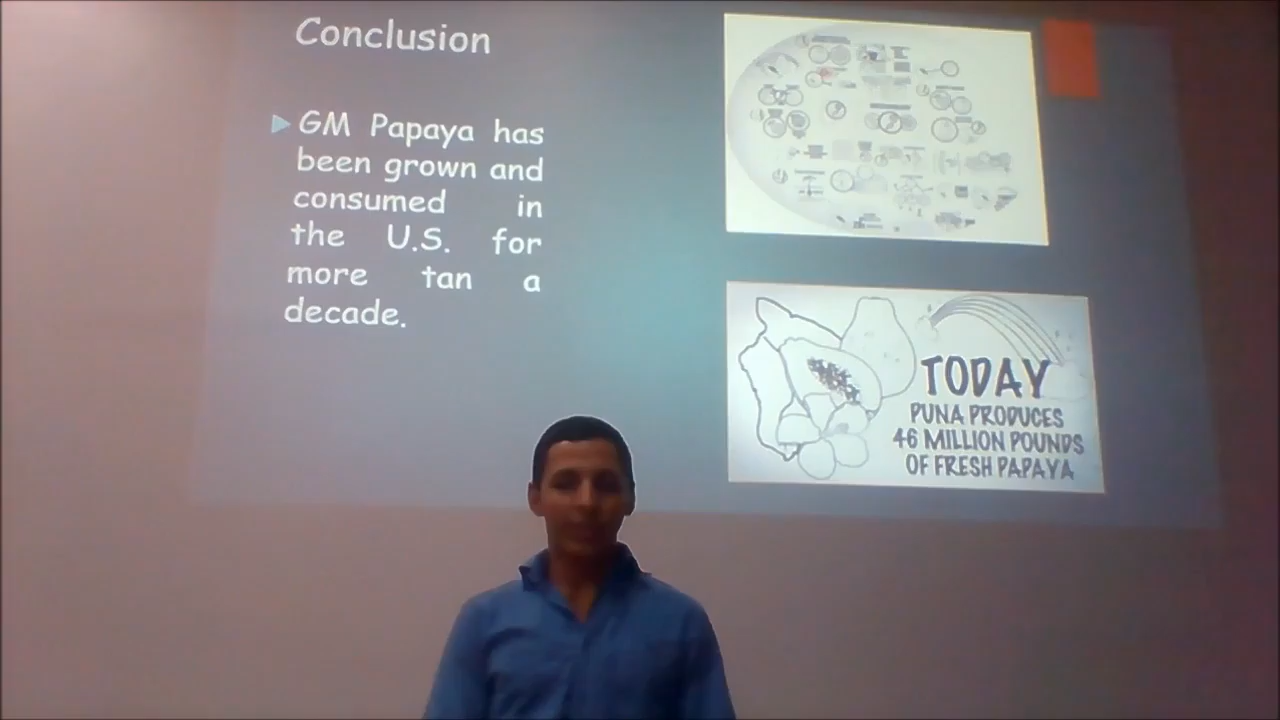 Conclusion
GM Papaya has
been grown and
consumed in
the U.S. for
more tan a
decade.
TODAY
PUNA PRODUCES
46 MILLION POUNDS
OF FRESH PAPAYA